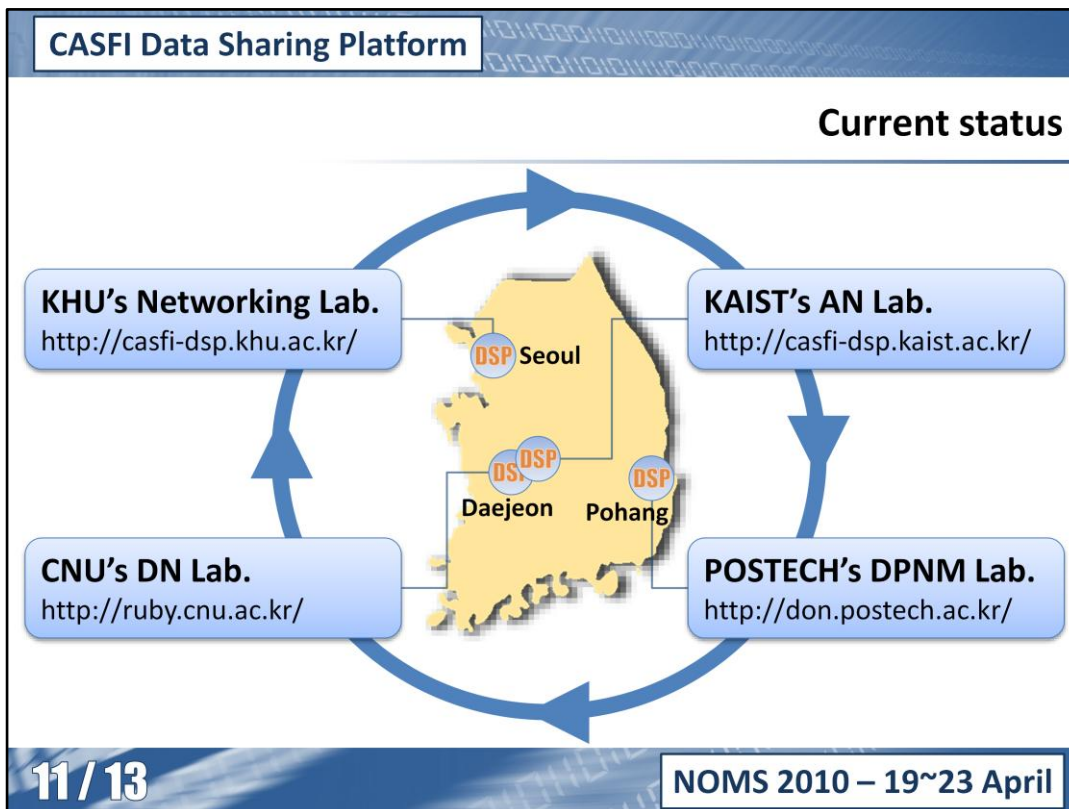 CASFI Data Sharing Platform
Current status
KHU's Networking Lab.
http://casfi-dsp.khu.ac.kr/
KAIST's AN Lab.
http://casfi-dsp.kaist.ac.kr/
DSP Seoul
DSP
DSP
DSP
Daejeon
Pohang
CNU's DN Lab.
http://ruby.cnu.ac.kr/
POSTECH's DPNM Lab.
http://don.postech.ac.kr/
11 / 13
NOMS 2010 – 19~23 April